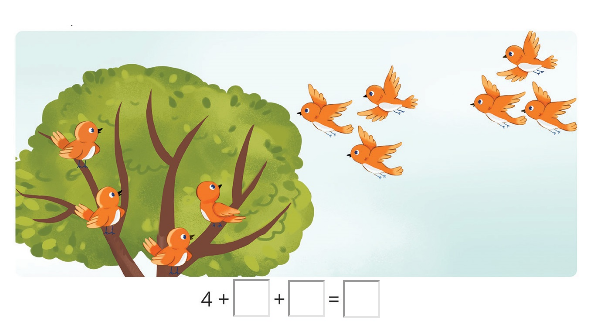 4 + + =